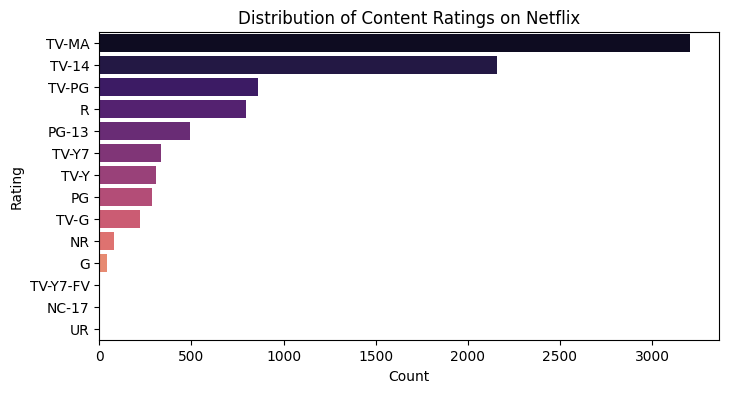 Distribution of Content Ratings on Netflix
TV-MA
TV-14
TV-PG
R
PG-13
TV-Y7
TV-Y
PG
TV-G
NR
G
TV-Y7-FV
NC-17
UR
Rating
0 500 1000 1500 2000 2500 3000
Count